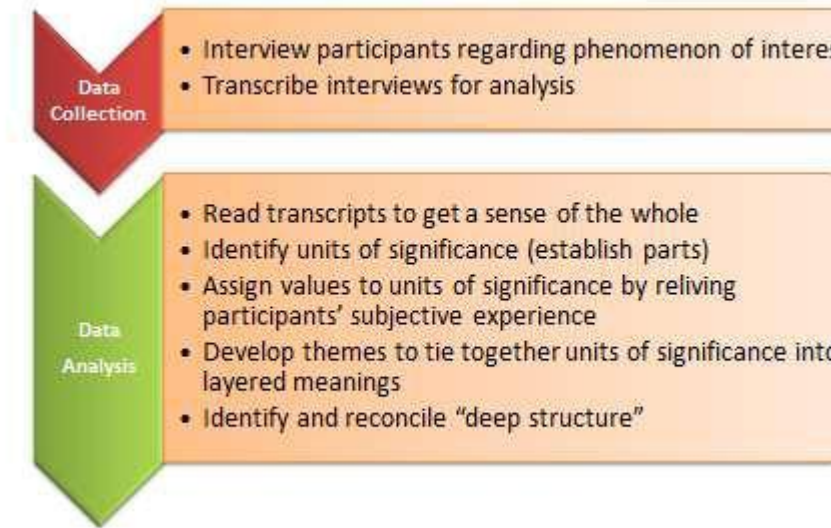 Data
Collection
• Interview participants regarding phenomenon of interes
• Transcribe interviews for analysis
Data
Analysis
• Read transcripts to get a sense of the whole
• Identify units of significance (establish parts)
• Assign values to units of significance by reliving
participants’ subjective experience
• Develop themes to tie together units of significance into
layered meanings
• Identify and reconcile “deep structure”